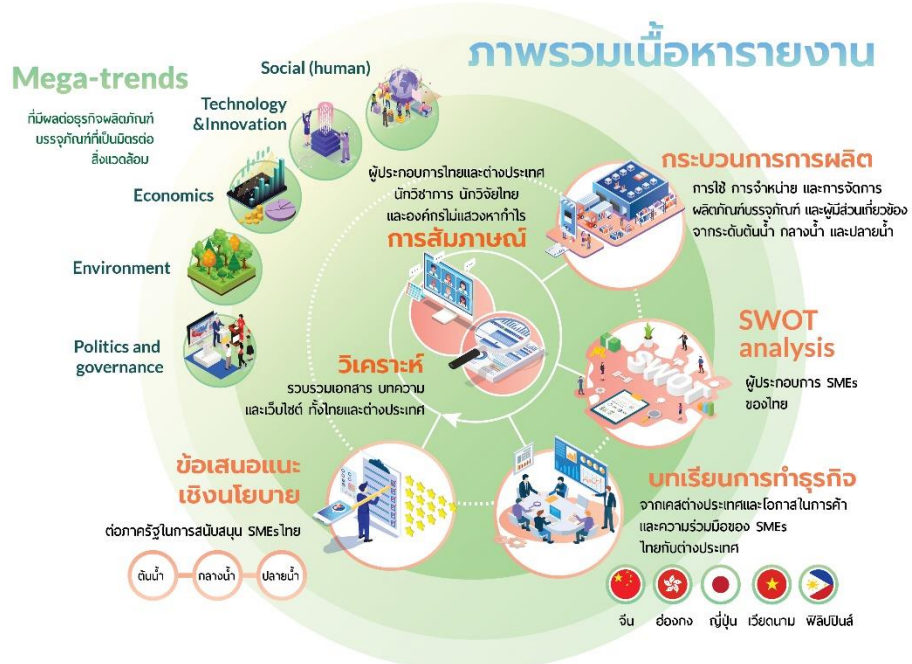 ภาพรวมเนื้อหารายงาน
Mega-trends
ที่มีผลต่อธุรกิจผลิตภัณฑ์
บรรจุภัณฑ์ที่เป็นมิตรต่อ
สิ่งแวดล้อม
Social (human)
Technology
&Innovation
Economics
Environment
Politics and
governance
ผู้ประกอบการไทยและต่างประเทศ
นักวิชาการ นักวิจัยไทย
และองค์กรไม่แสวงหากำไร
การสัมภาษณ์
วิเคราะห์
รวบรวมเอกสาร บทความ
และเว็บไซต์ ทั้งไทยและต่างประเทศ
กระบวนการการผลิต
การใช้ การจำหน่าย และการจัดการ
ผลิตภัณฑ์บรรจุภัณฑ์ และผู้มีส่วนเกี่ยวข้อง
จากระดับต้นน้ำ กลางน้ำ และปลายน้ำ
SWOT
analysis
ผู้ประกอบการ SMEs
ของไทย
SWOT
บทเรียนการทำธุรกิจ
จากเคสต่างประเทศและโอกาสในการค้า
และความร่วมมือของ SMEs
ไทยกับต่างประเทศ
จีน ฮ่องกง ญี่ปุ่น เวียดนาม ฟิลิปปินส์
ข้อเสนอแนะ
เชิงนโยบาย
ต่อภาครัฐในการสนับสนุน SMEsไทย
ต้นน้ำ กลางน้ำ ปลายน้ำ